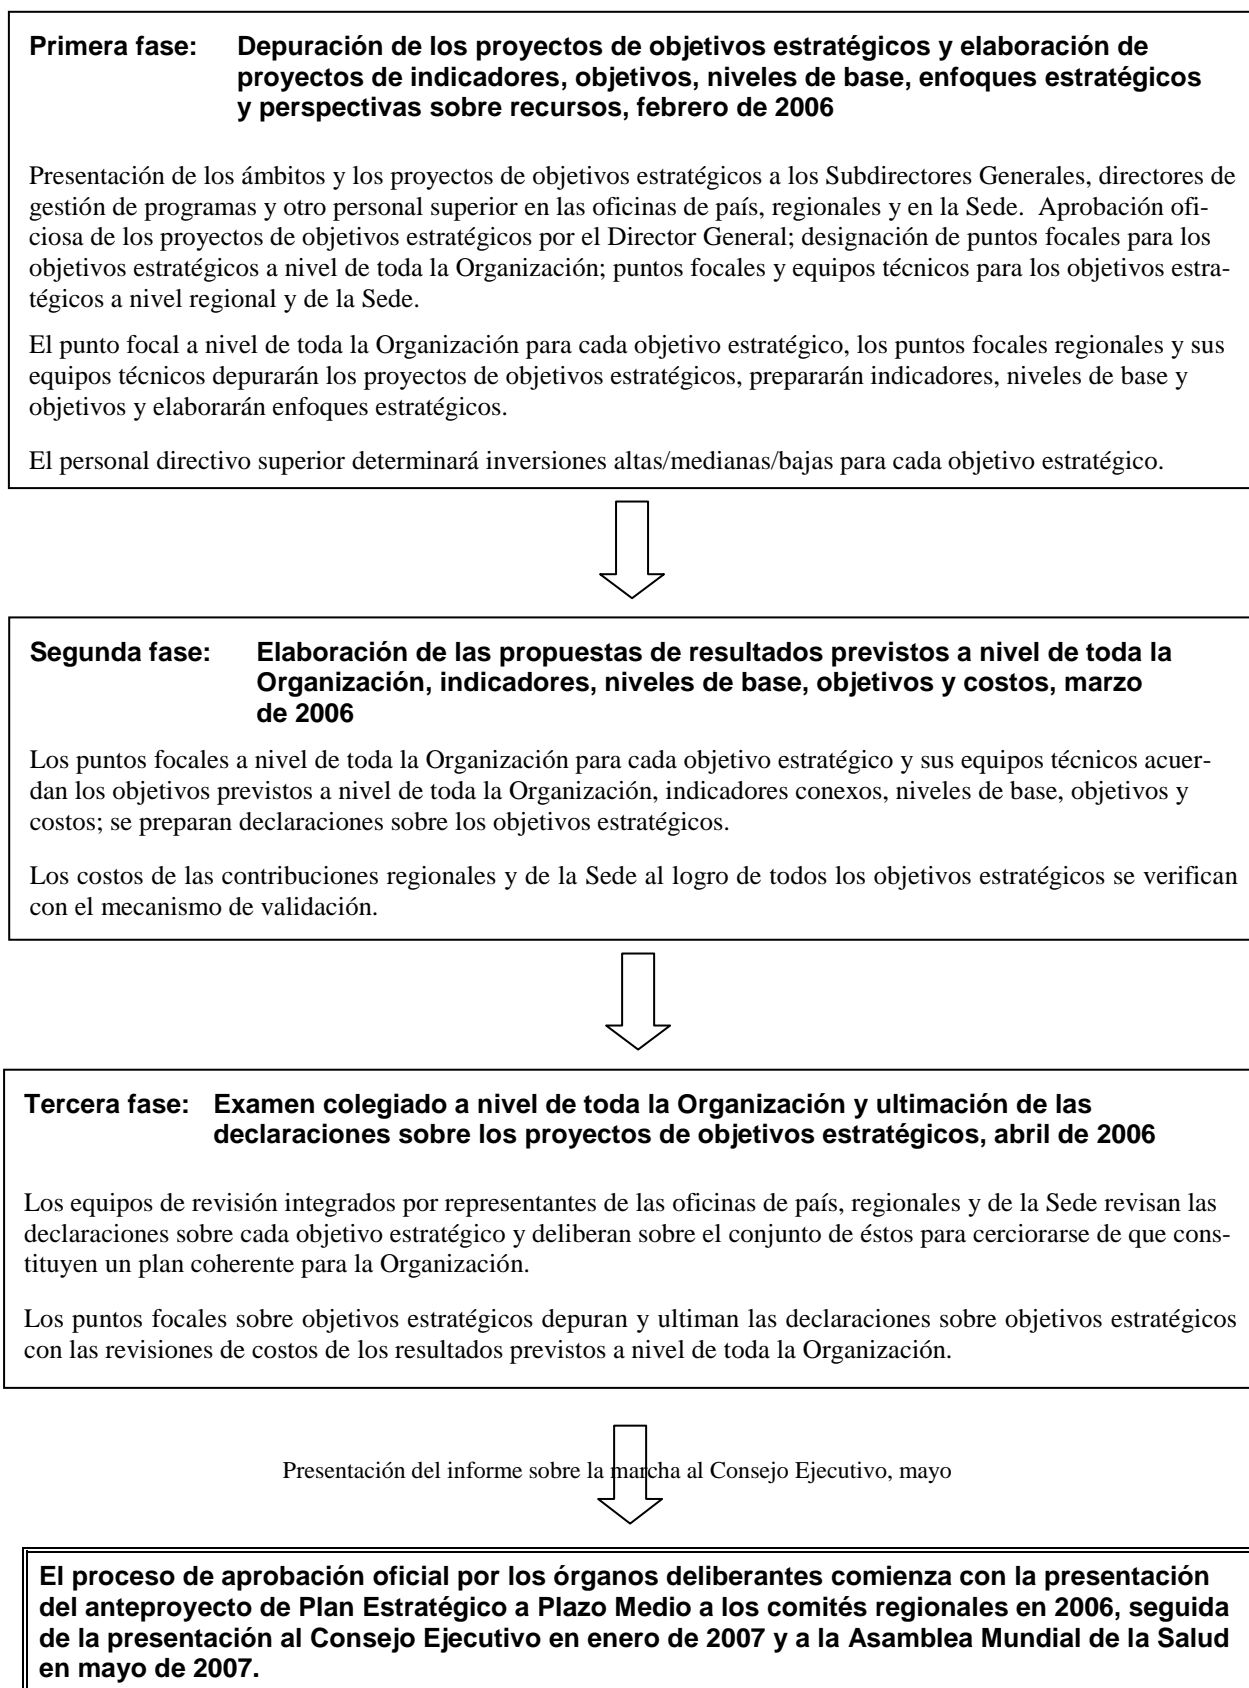 Primera fase: Depuración de los proyectos de objetivos estratégicos y elaboración de
proyectos de indicadores, objetivos, niveles de base, enfoques estratégicos
y perspectivas sobre recursos, febrero de 2006
Presentación de los ámbitos y los proyectos de objetivos estratégicos a los Subdirectores Generales, directores de
gestión de programas y otro personal superior en las oficinas de país, regionales y en la Sede. Aprobación ofi-
ciosa de los proyectos de objetivos estratégicos por el Director General; designación de puntos focales para los
objetivos estratégicos a nivel de toda la Organización; puntos focales y equipos técnicos para los objetivos estra-
tégicos a nivel regional y de la Sede.
El punto focal a nivel de toda la Organización para cada objetivo estratégico, los puntos focales regionales y sus
equipos técnicos depurarán los proyectos de objetivos estratégicos, prepararán indicadores, niveles de base y
objetivos y elaborarán enfoques estratégicos.
El personal directivo superior determinará inversiones altas/medianas/bajas para cada objetivo estratégico.
Segunda fase: Elaboración de las propuestas de resultados previstos a nivel de toda la
Organización, indicadores, niveles de base, objetivos y costos, marzo
de 2006
Los puntos focales a nivel de toda la Organización para cada objetivo estratégico y sus equipos técnicos acuer-
dan los objetivos previstos a nivel de toda la Organización, indicadores conexos, niveles de base, objetivos y
costos; se preparan declaraciones sobre los objetivos estratégicos.
Los costos de las contribuciones regionales y de la Sede al logro de todos los objetivos estratégicos se verifican
con el mecanismo de validación.
Tercera fase: Examen colegiado a nivel de toda la Organización y ultimación de las
declaraciones sobre los proyectos de objetivos estratégicos, abril de 2006
Los equipos de revisión integrados por representantes de las oficinas de país, regionales y de la Sede revisan las
declaraciones sobre cada objetivo estratégico y deliberan sobre el conjunto de éstos para cerciorarse de que cons-
tituyen un plan coherente para la Organización.
Los puntos focales sobre objetivos estratégicos depuran y ultiman las declaraciones sobre objetivos estratégicos
con las revisiones de costos de los resultados previstos a nivel de toda la Organización.
Presentación del informe sobre la marcha al Consejo Ejecutivo, mayo
El proceso de aprobación oficial por los órganos deliberantes comienza con la presentación
del anteproyecto de Plan Estratégico a Plazo Medio a los comités regionales en 2006, seguida
de la presentación al Consejo Ejecutivo en enero de 2007 y a la Asamblea Mundial de la Salud
en mayo de 2007.